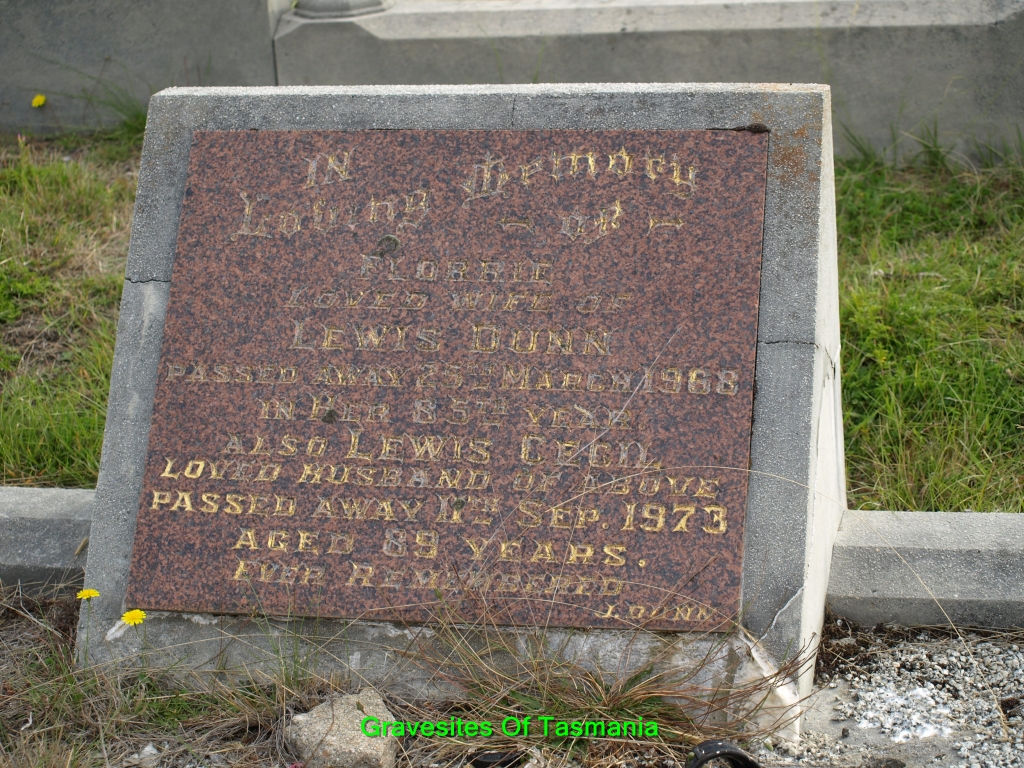 IN
Loving Memory
- of -
FLORRIE
LOVED WIFE OF
LEWIS DUNN
PASSED AWAY 25TH MARCH 1968
IN HER 85TH YEAR
ALSO LEWIS CECIL
LOVED HUSBAND OF ABOVE
PASSED AWAY 11TH SEP. 1973
AGED 89 YEARS.
EVER REMEMBERED
J.DUNN
Gravesites Of Tasmania